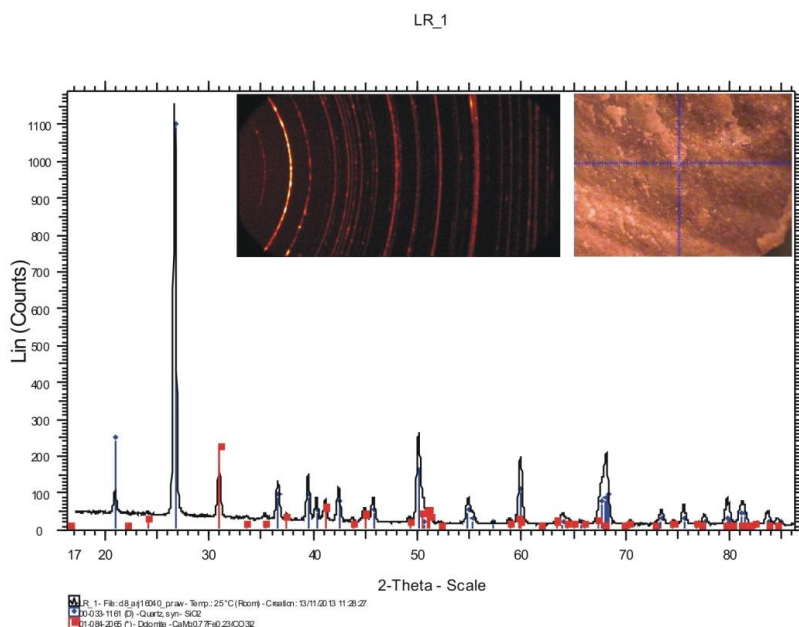 LR_1
Lin (Counts)
1100
1000
900
800
700
600
500
400
300
200
100
0
17 20 30 40 50 60 70 80
2-Theta - Scale
LR_1 - File: d8_arj16040_p.raw - Temp.: 25 °C (Room) - Creation: 13/11/2013 11:28:27
00-033-1161 (D) - Quartz, syn - SiO2
01-084-2065 (*) - Dolomite - CaMg0.77Fe0.23(CO3)2